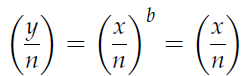 (y/n) = (x/n)^b = (x/n)